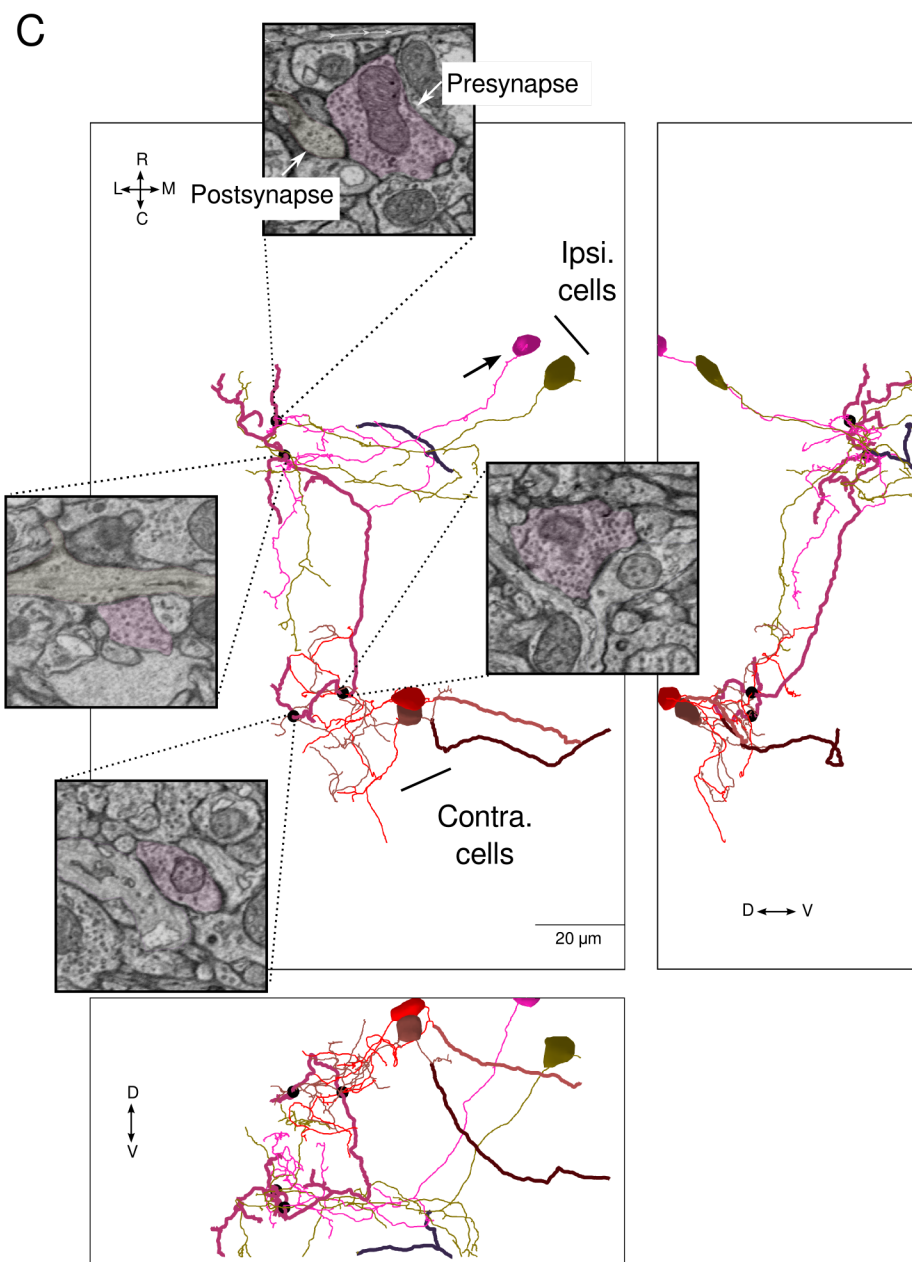 C
Presynapse
Postsynapse
R
L M
C
Ipsi.
cells
Contra.
cells
20 µm
D V
D
V